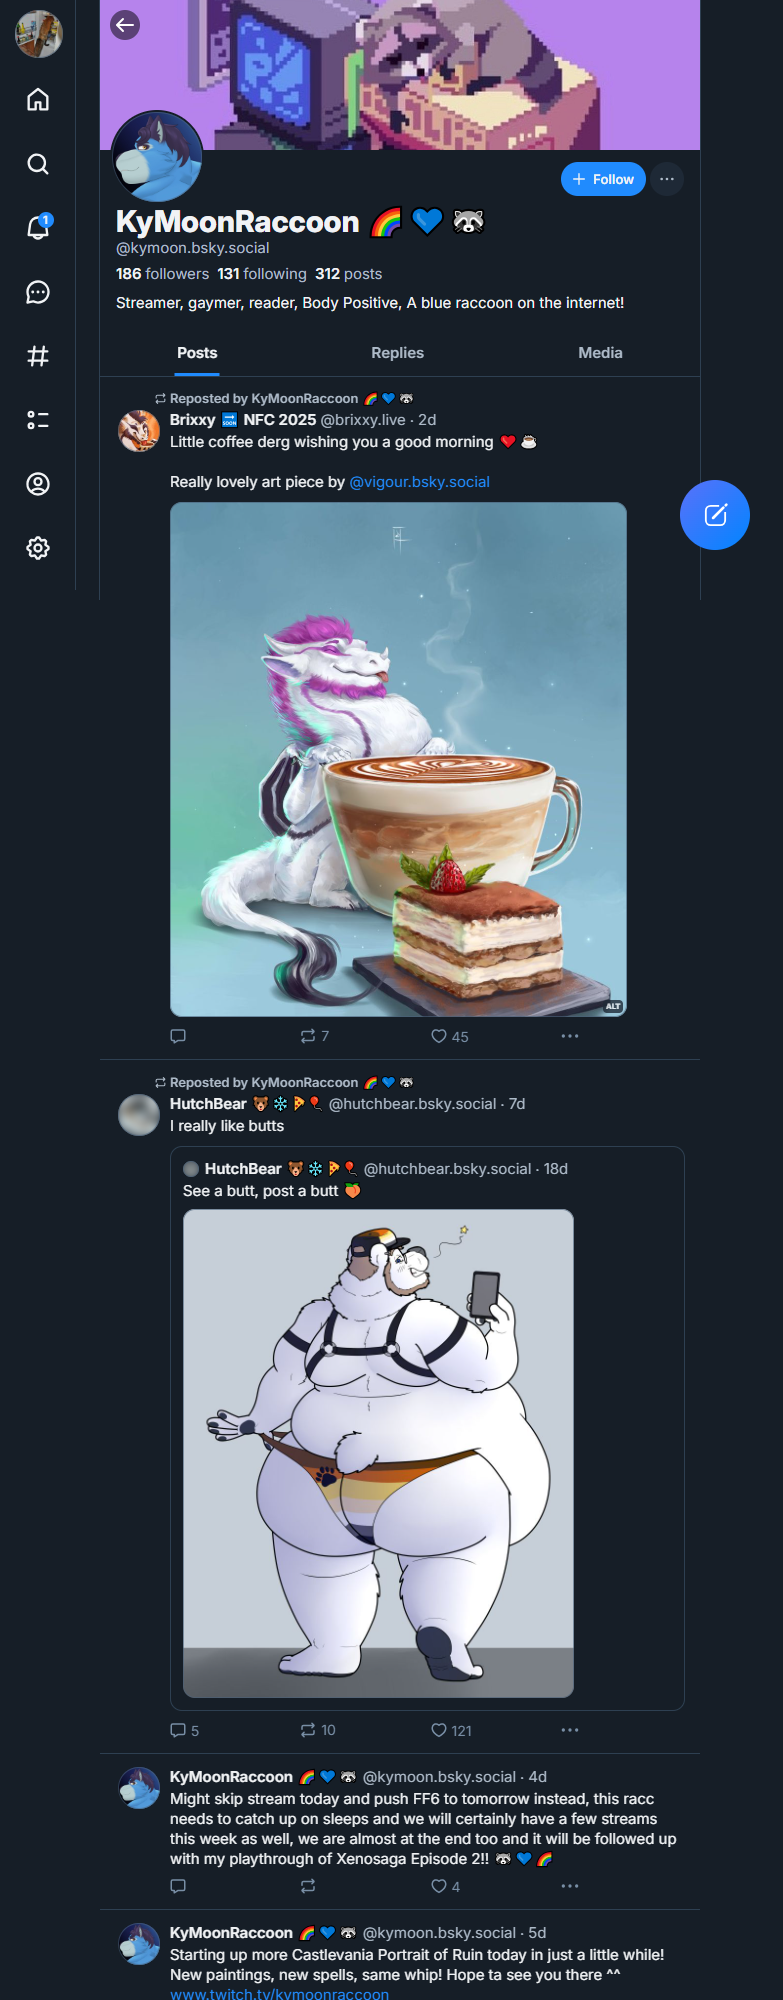 KyMoonRaccoon 🌈 💙 🦝
@kymoon.bsky.social
186 followers 131 following 312 posts
Streamer, gaymer, reader, Body Positive, A blue raccoon on the internet!
+ Follow
1
Posts Replies Media
Reposted by KyMoonRaccoon 🌈 💙 🦝
Brixxy 🔜 NFC 2025 @brixxy.live · 2d
Little coffee derg wishing you a good morning ❤️ ☕
Really lovely art piece by @vigour.bsky.social
ALT
7 45
Reposted by KyMoonRaccoon 🌈 💙 🦝
HutchBear 🐻 ❄️ 🍕 🎈 @hutchbear.bsky.social · 7d
I really like butts
HutchBear 🐻 ❄️ 🍕 🎈 @hutchbear.bsky.social · 18d
See a butt, post a butt 🍑
5 10 121
KyMoonRaccoon 🌈 💙 🦝 @kymoon.bsky.social · 4d
Might skip stream today and push FF6 to tomorrow instead, this racc
needs to catch up on sleeps and we will certainly have a few streams
this week as well, we are almost at the end too and it will be followed up
with my playthrough of Xenosaga Episode 2!! 🦝 💙 🌈
4
KyMoonRaccoon 🌈 💙 🦝 @kymoon.bsky.social · 5d
Starting up more Castlevania Portrait of Ruin today in just a little while!
New paintings, new spells, same whip! Hope ta see you there ^^
www.twitch.tv/kymoonraccoon